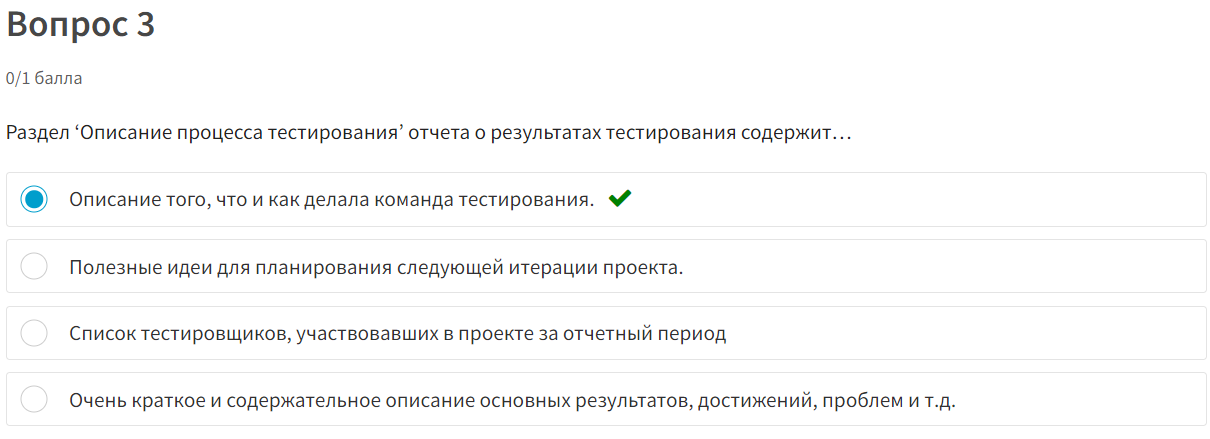 Вопрос 3
0/1 балла
Раздел ‘Описание процесса тестирования’ отчета о результатах тестирования содержит…
Описание того, что и как делала команда тестирования.
Полезные идеи для планирования следующей итерации проекта.
Список тестировщиков, участвовавших в проекте за отчетный период
Очень краткое и содержательное описание основных результатов, достижений, проблем и т.д.